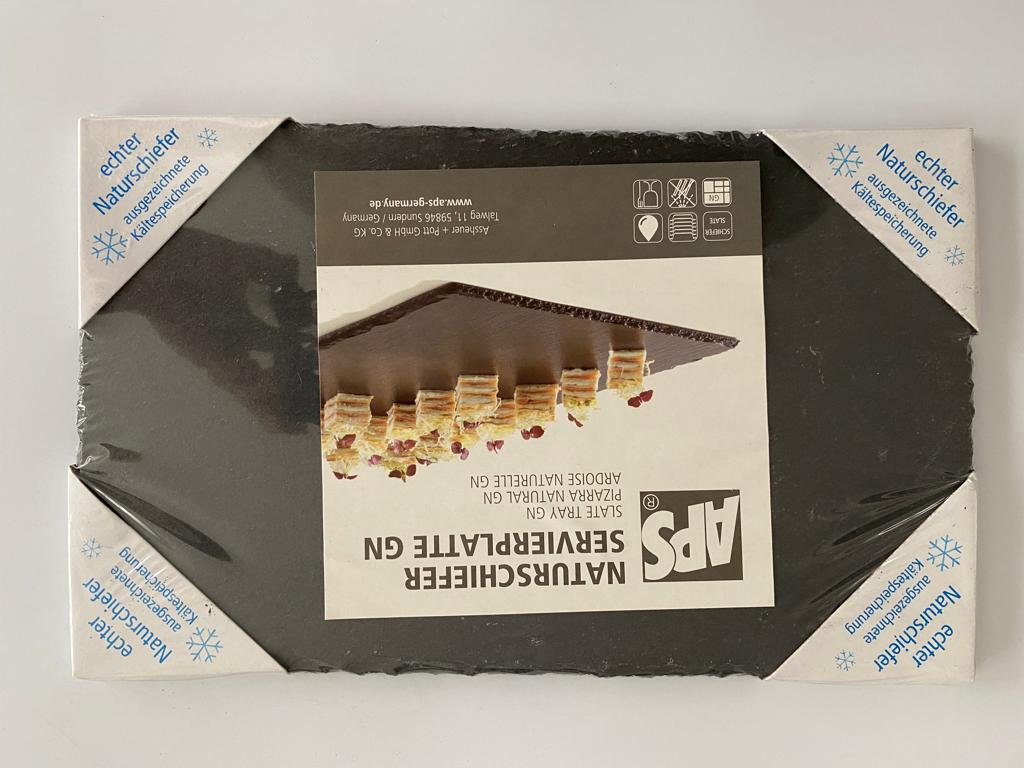 APS®
NATURSCHIEFER
SERVIERPLATTE GN
SLATE TRAY GN
PIZARRA NATURAL GN
ARDOISE NATURELLE GN
SCHIEFER
SLATE
GN
Assheuer + Pott GmbH & Co. KG
Talweg 11, 59846 Sundern / Germany
www.aps-germany.de
echter
Naturschiefer
ausgezeichnete
Kältespeicherung
echter
Naturschiefer
ausgezeichnete
Kältespeicherung
echter
Naturschiefer
ausgezeichnete
Kältespeicherung
echter
Naturschiefer
ausgezeichnete
Kältespeicherung